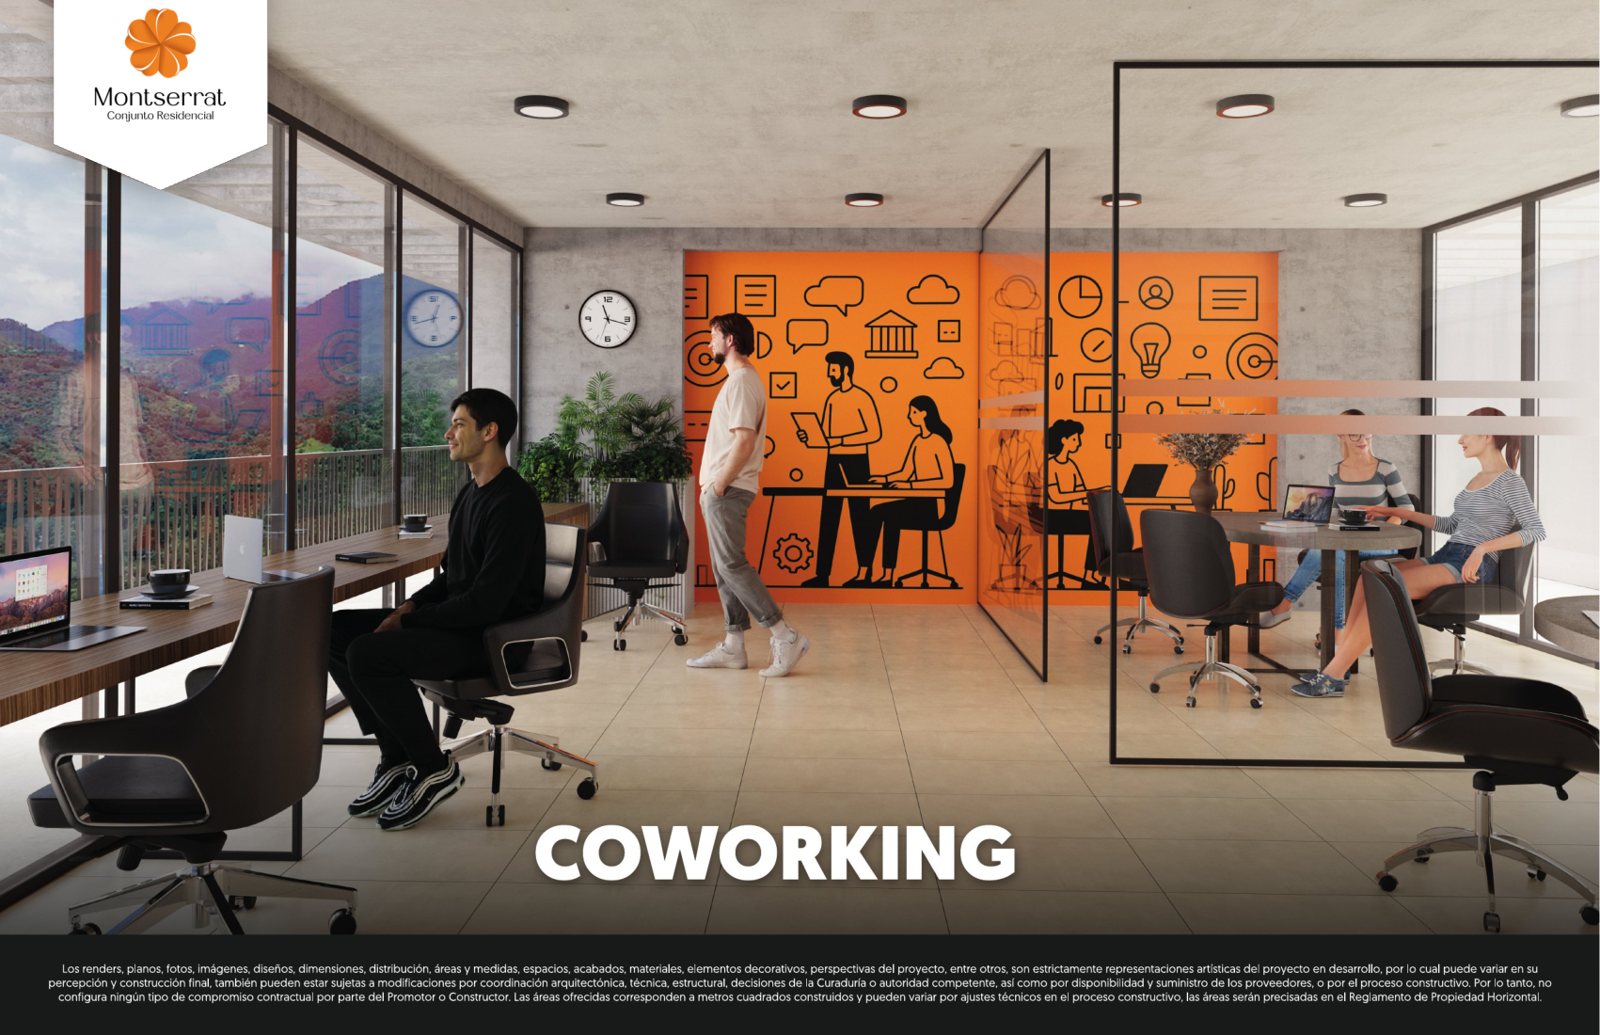 Montserrat
Conjunto Residencial
12
3
6
9
COWORKING
Los renders, planos, fotos, imágenes, diseños, dimensiones, distribución, áreas y medidas, espacios, acabados, materiales, elementos decorativos, perspectivas del proyecto, entre otros, son estrictamente representaciones artísticas del proyecto en desarrollo, por lo cual puede variar en su
percepción y construcción final, también pueden estar sujetas a modificaciones por coordinación arquitectónica, técnica, estructural, decisiones de la Curaduría o autoridad competente, así como por disponibilidad y suministro de los proveedores, o por el proceso constructivo. Por lo tanto, no
configura ningún tipo de compromiso contractual por parte del Promotor o Constructor. Las áreas ofrecidas corresponden a metros cuadrados construidos y pueden variar por ajustes técnicos en el proceso constructivo, las áreas serán precisadas en el Reglamento de Propiedad Horizontal.